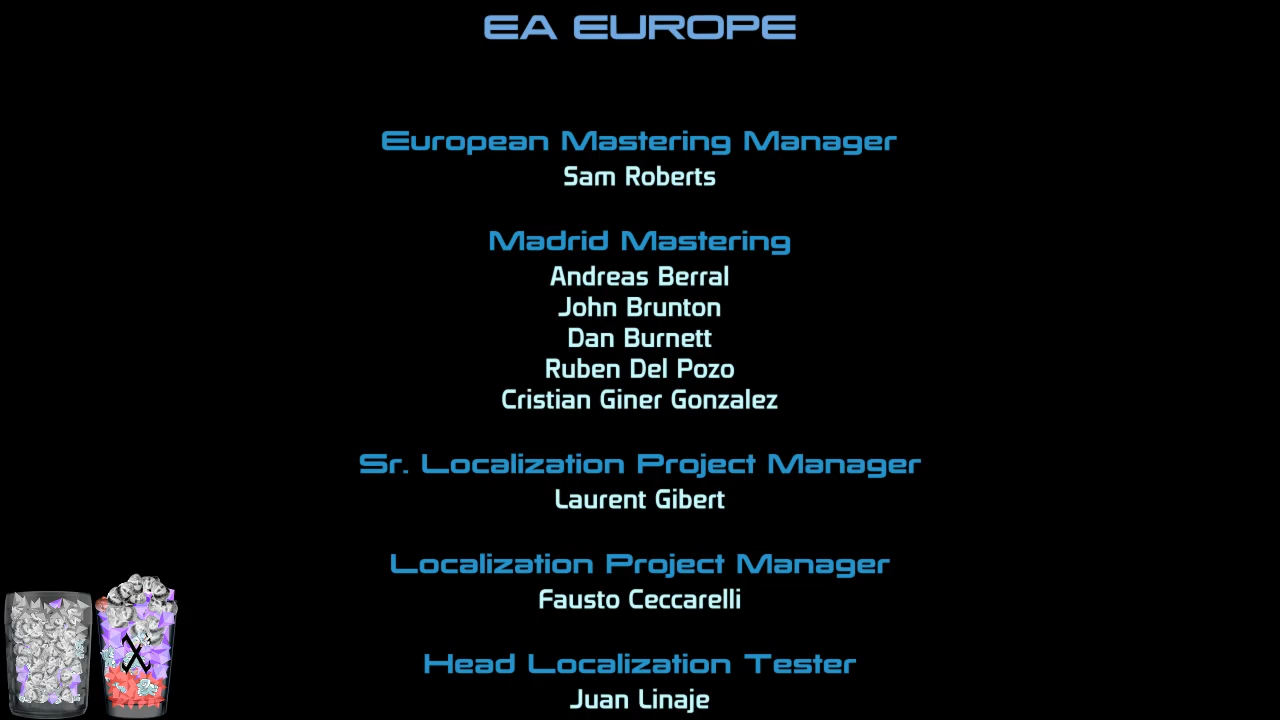 EA EUROPE
European Mastering Manager
Sam Roberts
Madrid Mastering
Andreas Berral
John Brunton
Dan Burnett
Ruben Del Pozo
Cristian Giner Gonzalez
Sr. Localization Project Manager
Laurent Gibert
Localization Project Manager
Fausto Ceccarelli
Head Localization Tester
Juan Linaje
X